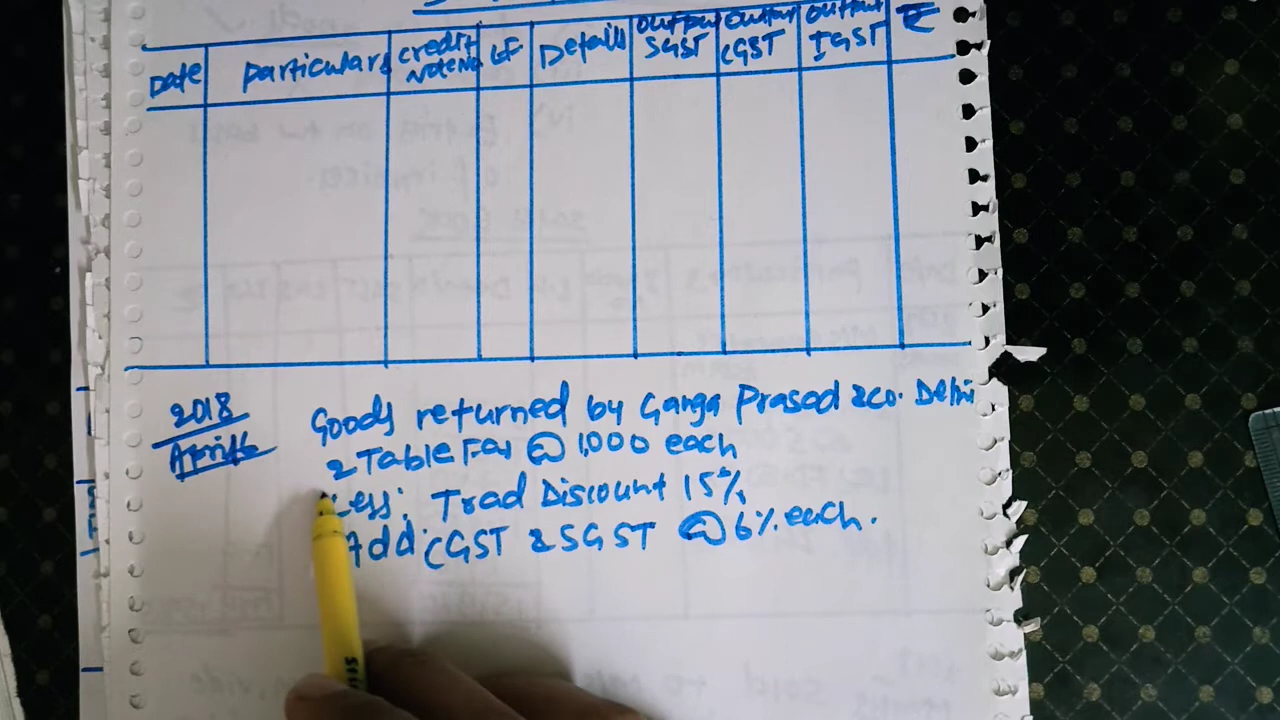 Date Particulars Credit Note No LF Details Output SGST Output CGST Output IGST ₹
2018
Goods returned by Ganga Prasad &co. Delhi
2 Table Fan @ 1,000 each
Less: Trad Discount 15%
Add: CGST & SGST @ 6% each.